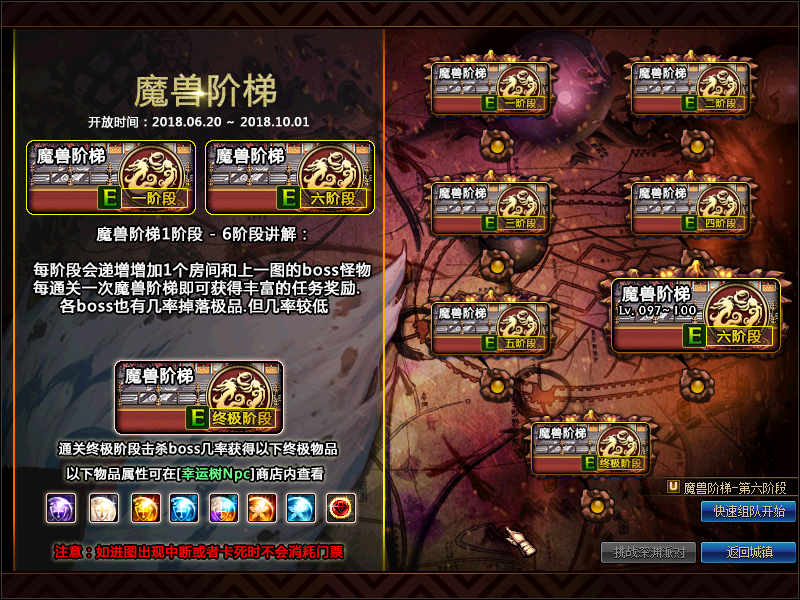 魔兽阶梯
开放时间：2018.06.20 ~ 2018.10.01
魔兽阶梯
E 一阶段
魔兽阶梯
E 六阶段
魔兽阶梯1阶段 - 6阶段讲解：
每阶段会递增增加1个房间和上一图的boss怪物
每通关一次魔兽阶梯即可获得丰富的任务奖励.
各boss也有几率掉落极品.但几率较低
魔兽阶梯
E 终极阶段
通关终极阶段击杀boss几率获得以下终极物品
以下物品属性可在[幸运树Npc]商店内查看
注意：如进图出现中断或者卡死时不会消耗门票
魔兽阶梯
E 一阶段
魔兽阶梯
E 二阶段
魔兽阶梯
E 三阶段
魔兽阶梯
E 四阶段
魔兽阶梯
E 五阶段
魔兽阶梯
Lv. 097~100
E 六阶段
魔兽阶梯
E 终极阶段
U 魔兽阶梯-第六阶段
快速组队开始
挑战深渊派对
返回城镇